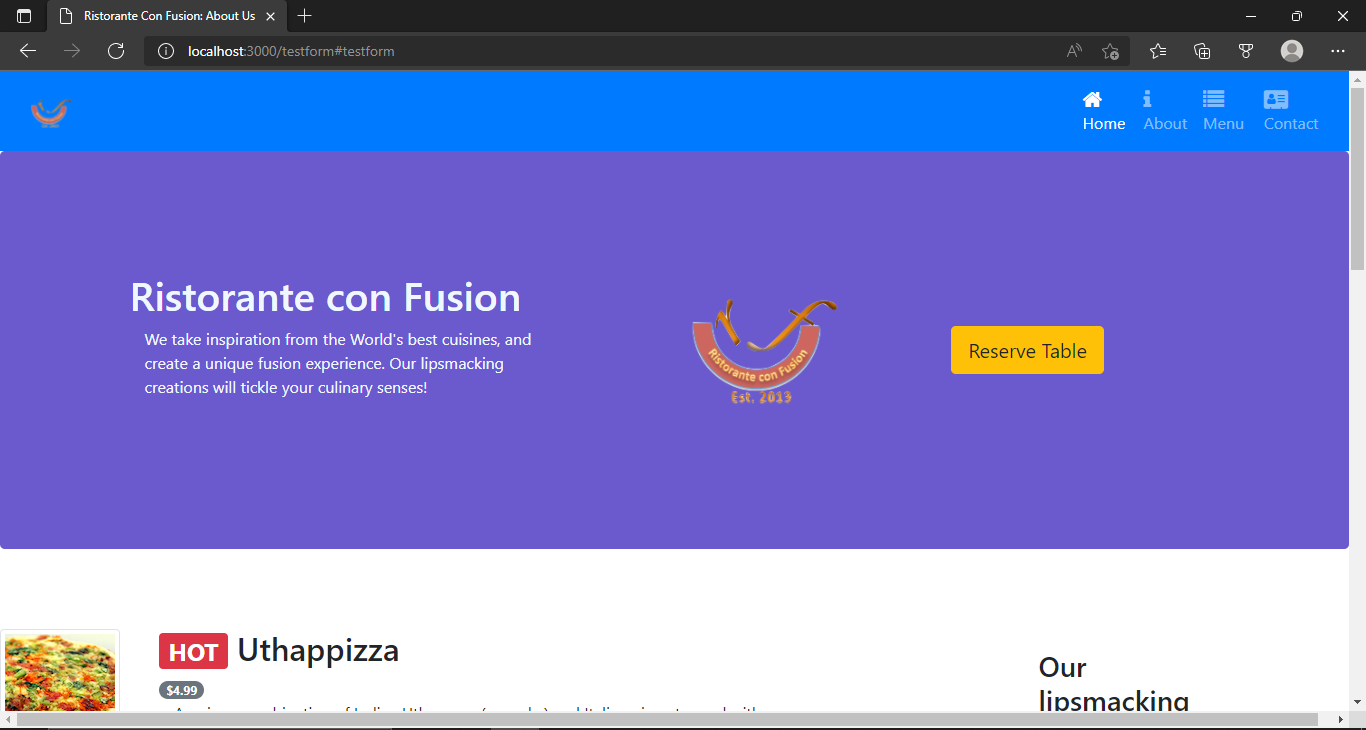 Ristorante Con Fusion: About Us
localhost:3000/testform#testform
Home About Menu Contact
Ristorante con Fusion
We take inspiration from the World's best cuisines, and
create a unique fusion experience. Our lipsmacking
creations will tickle your culinary senses!
Ristorante con Fusion
Est. 2013
Reserve Table
HOT Uthappizza
$4.99
Our
lipsmacking